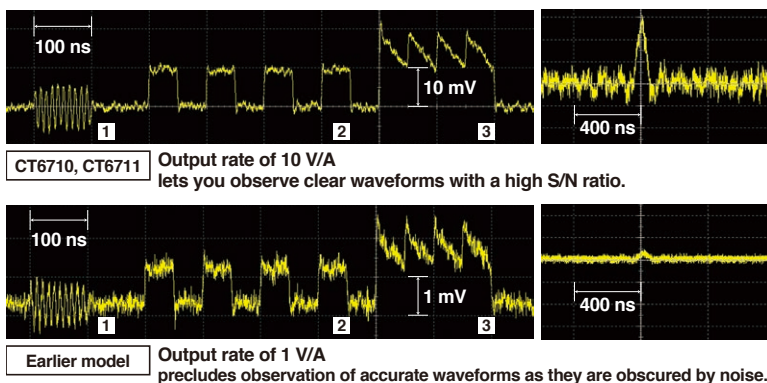 100 ns
10 mV
1
2
3
400 ns
CT6710, CT6711
Output rate of 10 V/A
lets you observe clear waveforms with a high S/N ratio.
100 ns
1 mV
1
2
3
400 ns
Earlier model
Output rate of 1 V/A
precludes observation of accurate waveforms as they are obscured by noise.